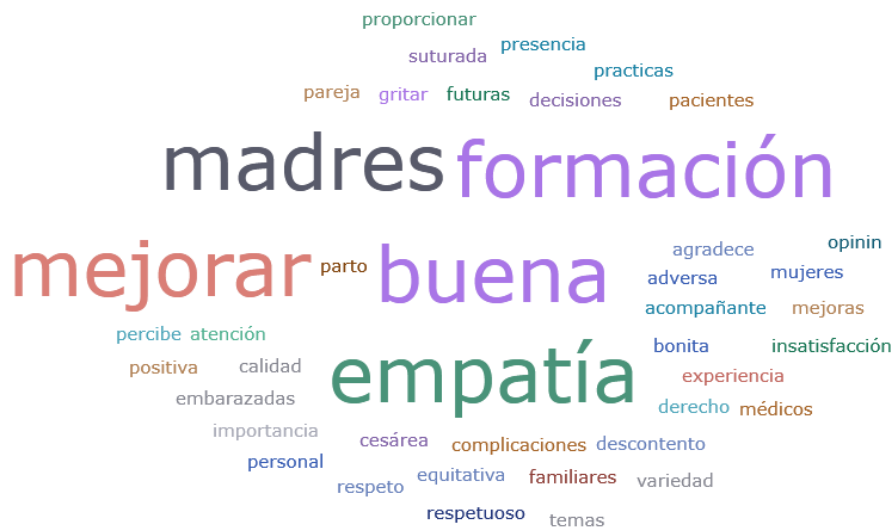 proporcionar
suturada presencia
practicas
pareja gritar futuras decisiones pacientes
madres formación
mejorar parto buena agradece opinin
adversa mujeres
acompañante mejoras
percibe atención bonita insatisfacción
positiva calidad empatía experiencia
embarazadas derecho médicos
importancia cesárea complicaciones descontento
personal equitativa familiares variedad
respeto
respetuoso temas